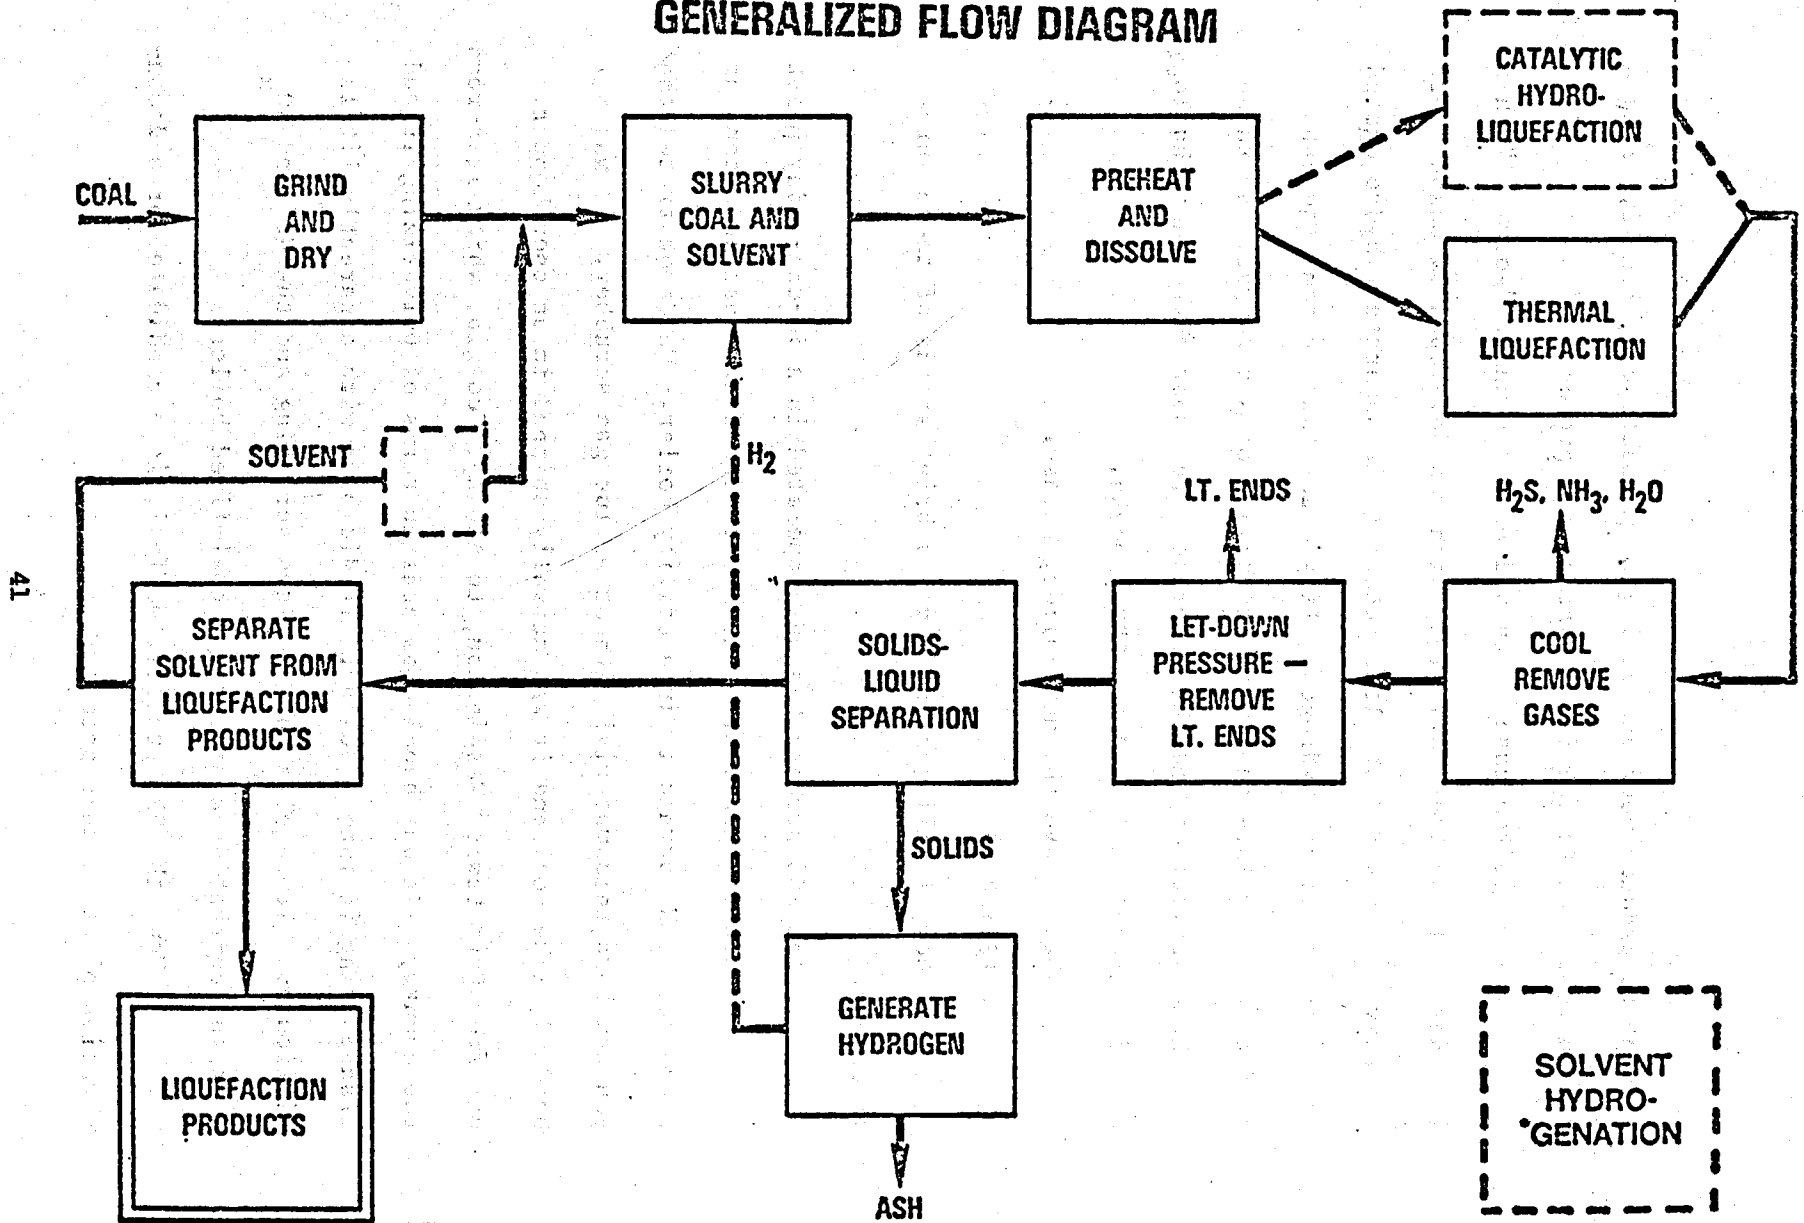 GENERALIZED FLOW DIAGRAM
CATALYTIC
HYDRO-
LIQUEFACTION
COAL
GRIND
AND
DRY
SLURRY
COAL AND
SOLVENT
PREHEAT
AND
DISSOLVE
THERMAL
LIQUEFACTION
SOLVENT
H₂
LT. ENDS
H₂S, NH₃, H₂O
41
SEPARATE
SOLVENT FROM
LIQUEFACTION
PRODUCTS
SOLIDS-
LIQUID
SEPARATION
LET-DOWN
PRESSURE —
REMOVE
LT. ENDS
COOL
REMOVE
GASES
SOLIDS
LIQUEFACTION
PRODUCTS
GENERATE
HYDROGEN
ASH
SOLVENT
HYDRO-
GENATION